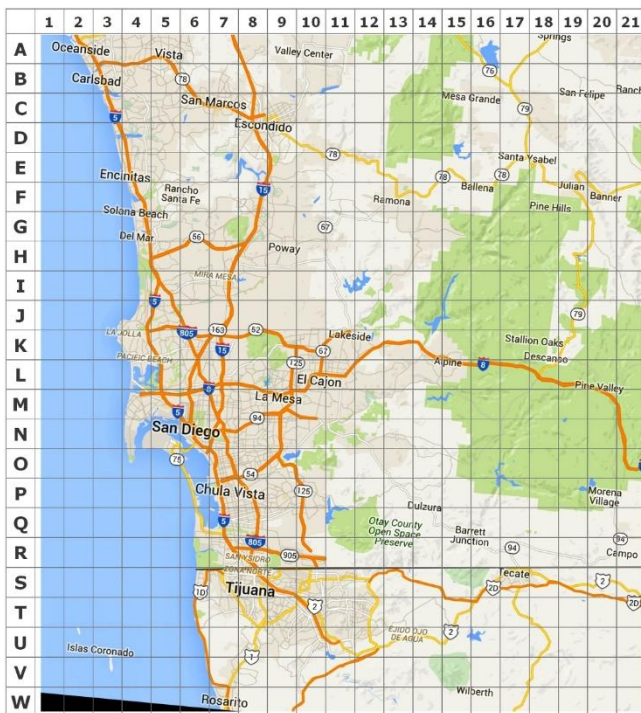 1 2 3 4 5 6 7 8 9 10 11 12 13 14 15 16 17 18 19 20 21
A
Oceanside
Vista
Valley Center
Springs
B
Carlsbad
78
76
Mesa Grande
San Felipe
C
San Marcos
5
79
D
Escondido
E
78
Santa Ysabel
Encinitas
78
78
F
Rancho
Santa Fe
15
Ramona
Ballena
Julian
Banner
Solana Beach
Pine Hills
G
Del Mar
56
67
H
Poway
I
MIRA MESA
5
J
79
LA JOLLA
805
163
52
Lakeside
Stallion Oaks
K
PACIFIC BEACH
15
67
Descanso
125
Alpine
8
L
El Cajon
Pine Valley
M
La Mesa
5
94
N
San Diego
O
75
54
P
Chula Vista
125
Morena
Village
Dulzura
Q
5
Otay County
Open Space
Preserve
Barrett
Junction
94
R
805
94
SAN YSIDRO
905
Campo
ZONA NORTE
S
Tecate
1D
Tijuana
2D
2
2
2D
T
EJIDO OJO
DE AGUA
2
U
Islas Coronado
1
V
Wilberth
W
Rosarito